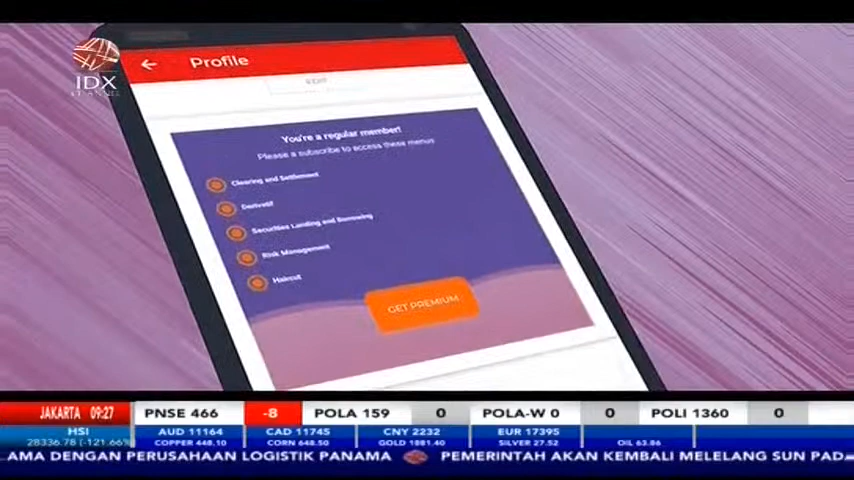 IDX
CHANNEL
Profile
EDIT
You're a regular member!
Please a subscribe to access these menus
Clearing and Settlement
Derivatif
Securities Landing and Borrowing
Risk Management
Haircut
GET PREMIUM
JAKARTA 09:27 PNSE 466 -8 POLA 159 0 POLA-W 0 0 POLI 1360 0
HSI AUD 11164 CAD 11745 CNY 2232 EUR 17395
28336.78 (-121.66%) COPPER 448.10 CORN 648.50 GOLD 1881.40 SILVER 27.52 OIL 63.86
AMA DENGAN PERUSAHAAN LOGISTIK PANAMA PEMERINTAH AKAN KEMBALI MELELANG SUN PAD